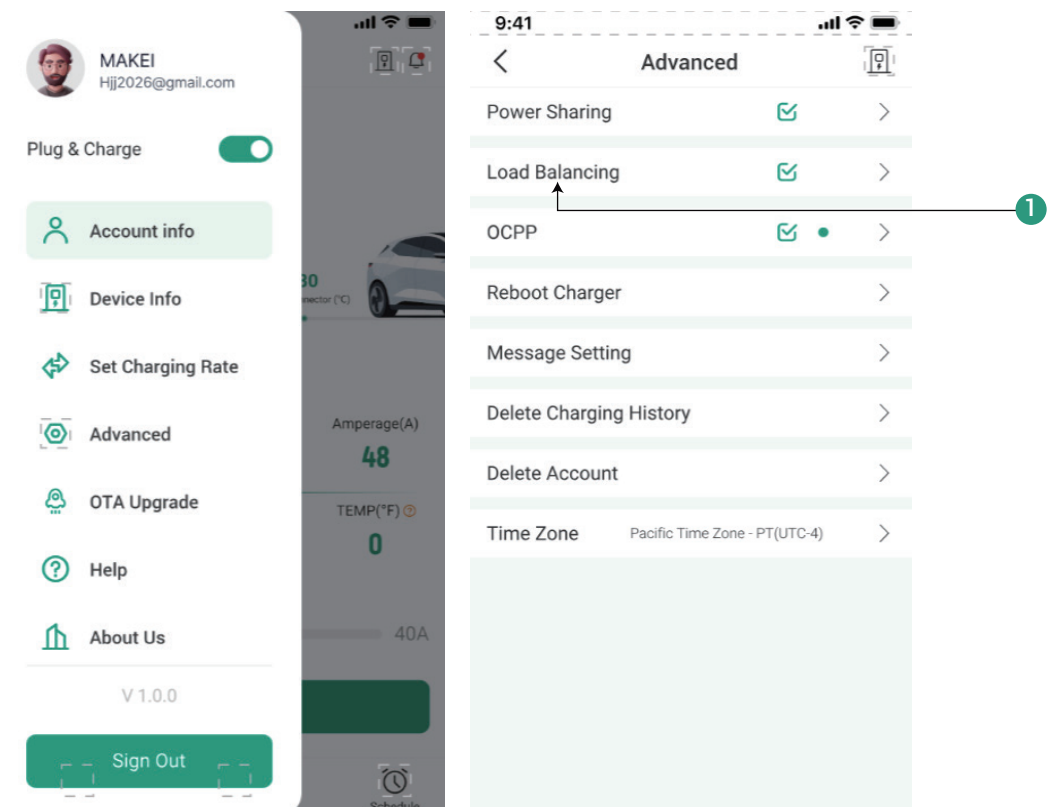 MAKEI
Hjj2026@gmail.com
Plug & Charge
Account info
Device Info
Set Charging Rate
Advanced
OTA Upgrade
Help
About Us
V 1.0.0
Sign Out
30
nnector (℃)
Amperage(A)
48
TEMP(°F)
0
40A
Schedule
9:41
Advanced
Power Sharing
Load Balancing
1
OCPP
Reboot Charger
Message Setting
Delete Charging History
Delete Account
Time Zone Pacific Time Zone - PT(UTC-4)